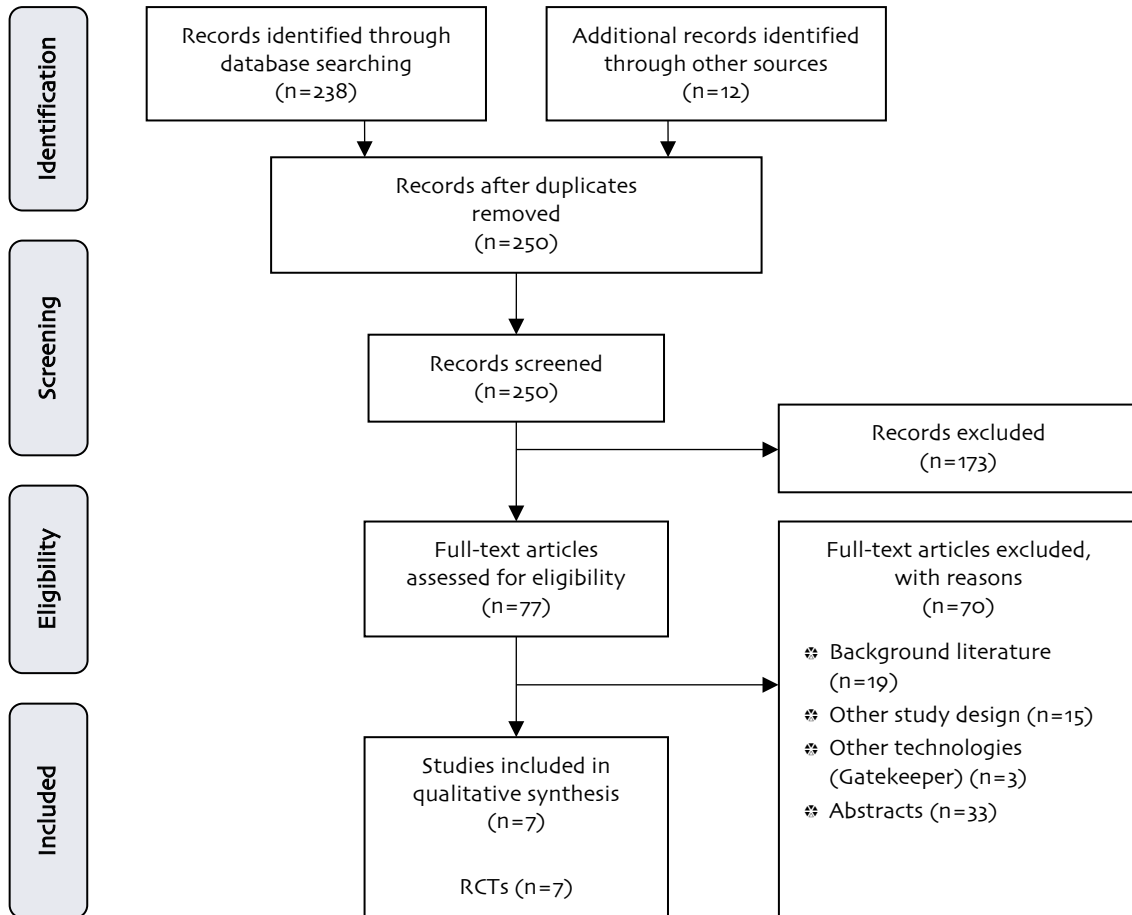 Identification
Records identified through
database searching
(n=238)
Additional records identified
through other sources
(n=12)
Records after duplicates
removed
(n=250)
Screening
Records screened
(n=250)
Records excluded
(n=173)
Eligibility
Full-text articles
assessed for eligibility
(n=77)
Full-text articles excluded,
with reasons
(n=70)
Background literature
(n=19)
Other study design (n=15)
Other technologies
(Gatekeeper) (n=3)
Abstracts (n=33)
Included
Studies included in
qualitative synthesis
(n=7)
RCTs (n=7)